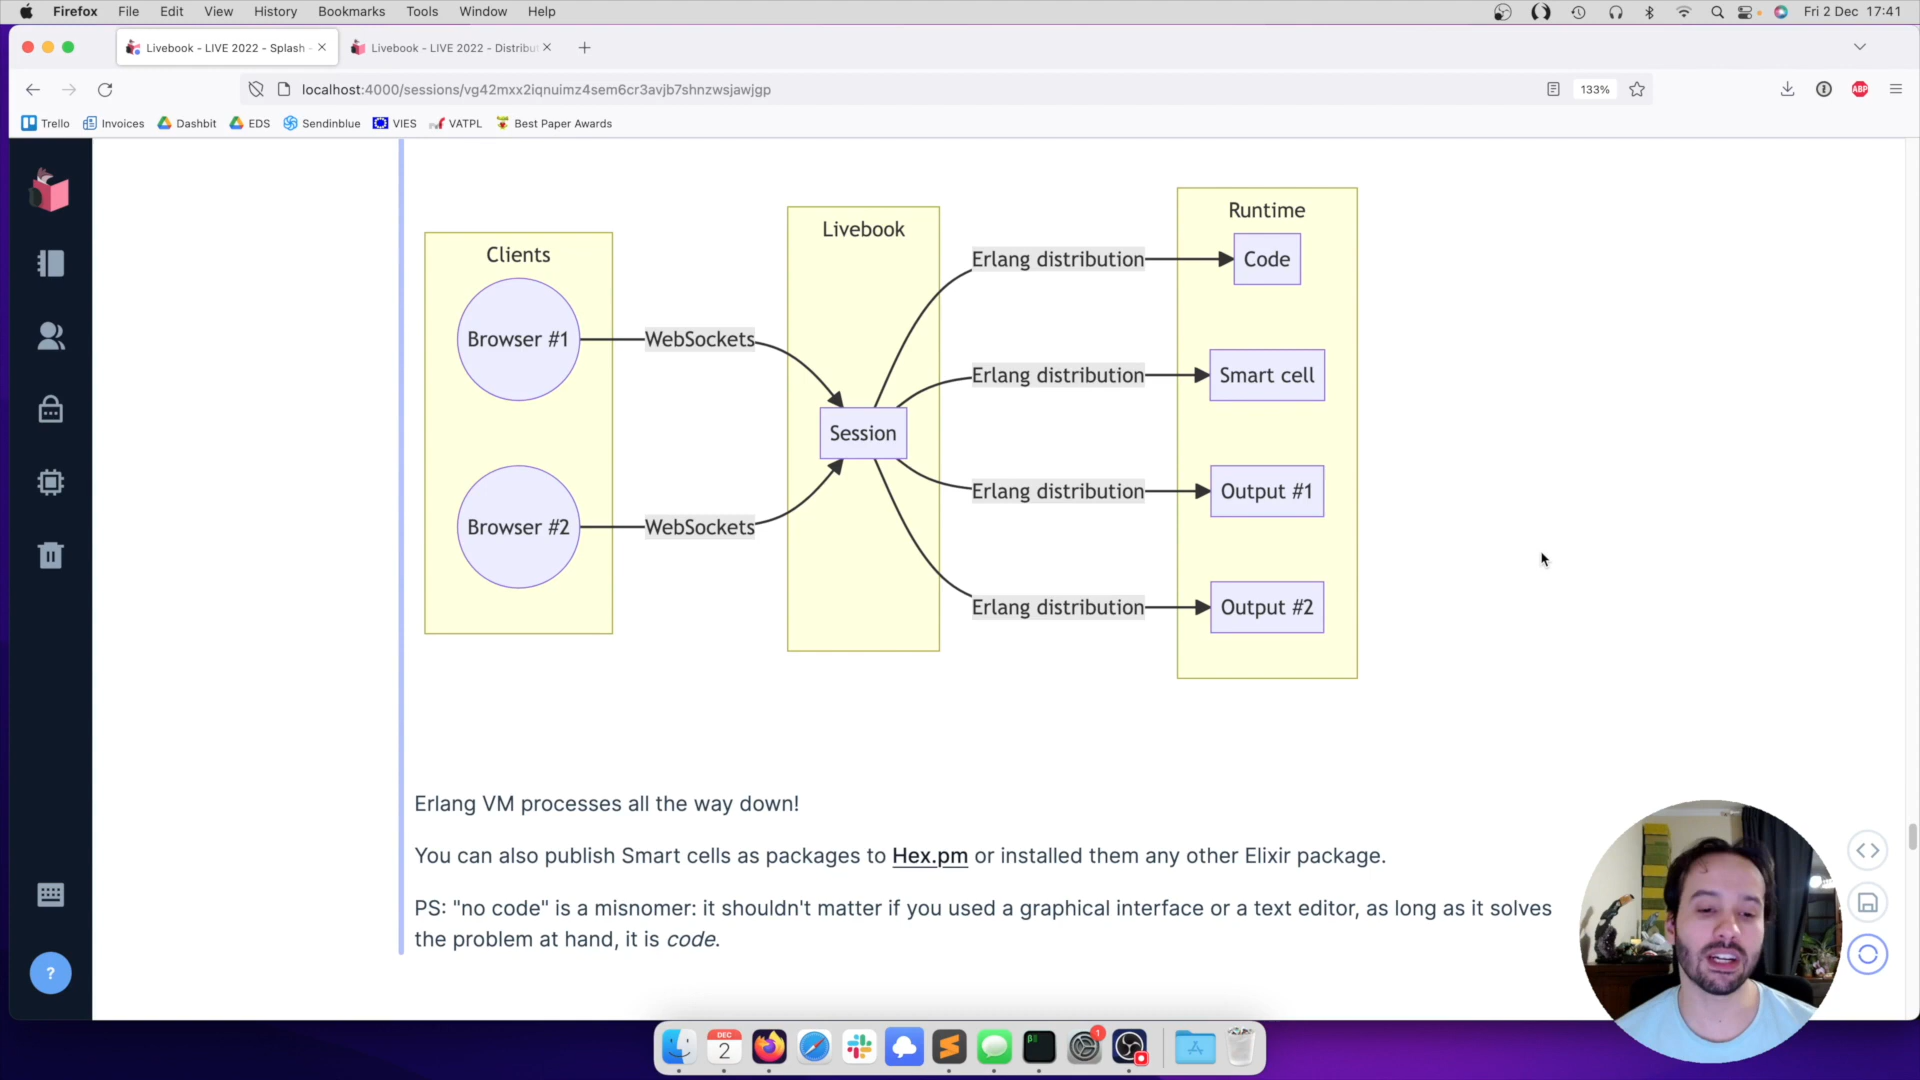 Firefox File Edit View History Bookmarks Tools Window Help Fri 2 Dec 17:41
Livebook - LIVE 2022 - Splash - Livebook - LIVE 2022 - Distribu
localhost:4000/sessions/vg42mxx2iqnuimz4sem6cr3avjb7shnzwsjawjgp 133% ABP
Trello Invoices Dashbit EDS Sendinblue VIES VATPL Best Paper Awards
Clients
Browser #1
Browser #2
WebSockets
WebSockets
Livebook
Session
Erlang distribution
Erlang distribution
Erlang distribution
Erlang distribution
Runtime
Code
Smart cell
Output #1
Output #2
Erlang VM processes all the way down!
You can also publish Smart cells as packages to Hex.pm or installed them any other Elixir package.
PS: "no code" is a misnomer: it shouldn't matter if you used a graphical interface or a text editor, as long as it solves
the problem at hand, it is code.
?
DEC
2
1